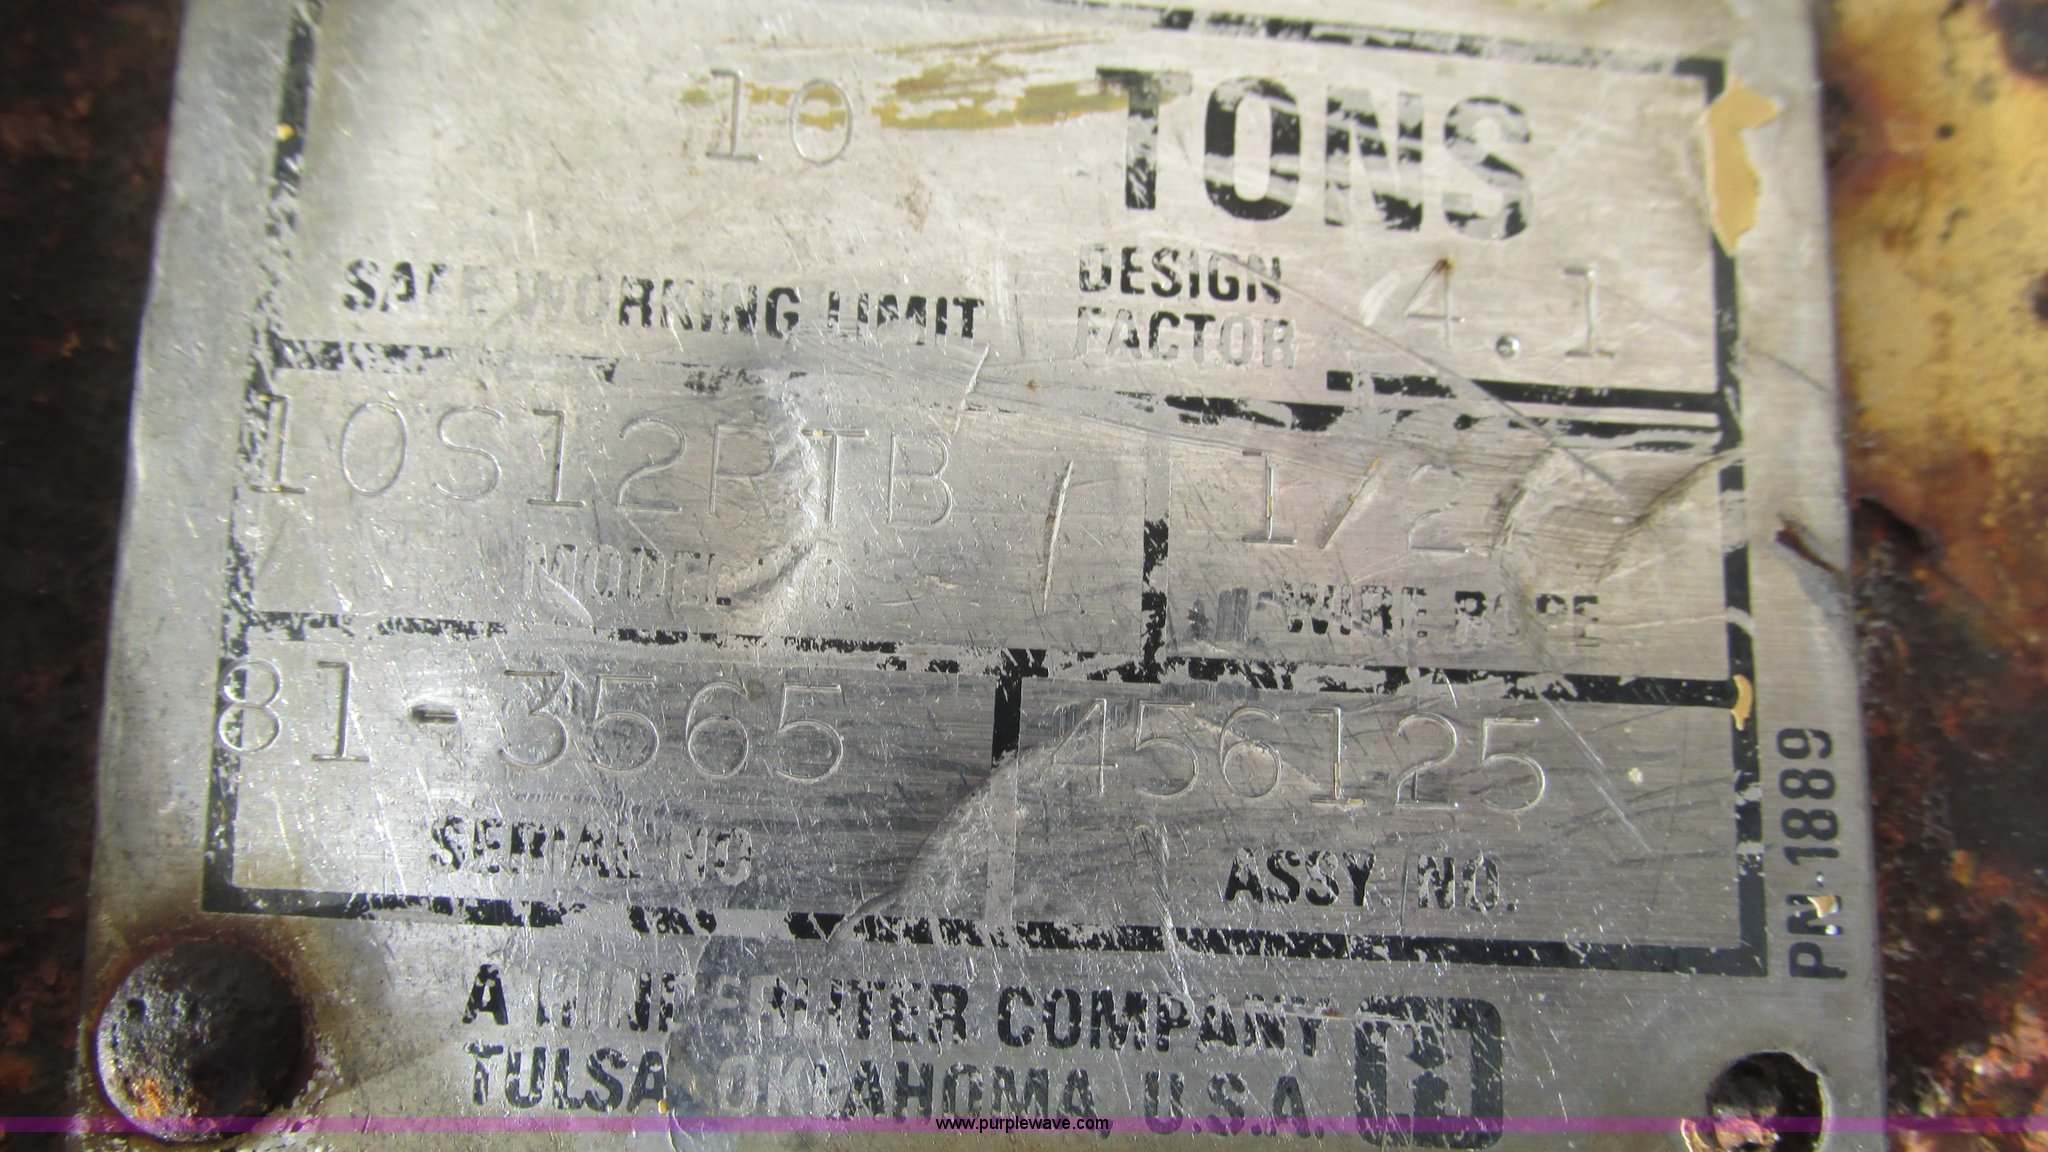 10 TONS
SAFE WORKING LIMIT DESIGN FACTOR 4.1
10S12RTB 1/2
MODEL WIRE ROPE
81-3565 456125
SERIAL NO. ASSY. NO.
PN-1889
A COMPANY
TULSA, OKLAHOMA, U.S.A.
www.purplewave.com